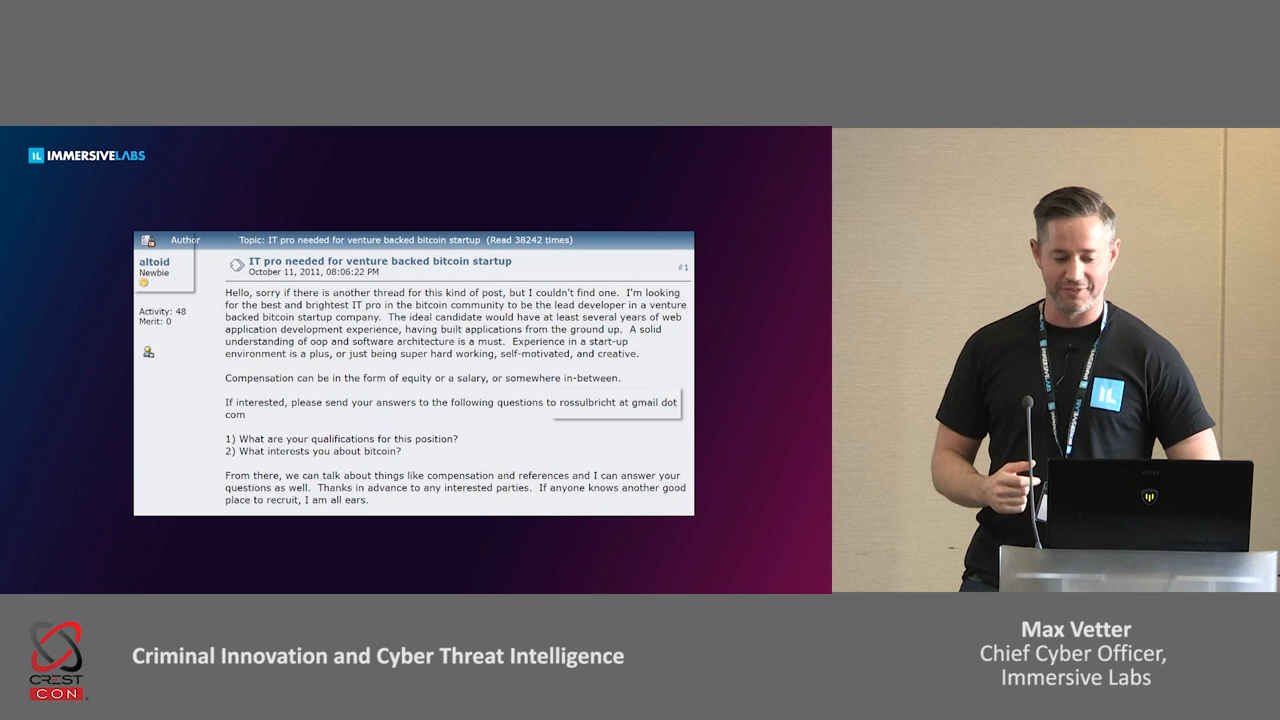 IL IMMERSIVELABS
Author
Topic: IT pro needed for venture backed bitcoin startup (Read 38242 times)
altoid
Newbie
Activity: 48
Merit: 0
IT pro needed for venture backed bitcoin startup
October 11, 2011, 08:06:22 PM
#1
Hello, sorry if there is another thread for this kind of post, but I couldn't find one. I'm looking
for the best and brightest IT pro in the bitcoin community to be the lead developer in a venture
backed bitcoin startup company. The ideal candidate would have at least several years of web
application development experience, having built applications from the ground up. A solid
understanding of oop and software architecture is a must. Experience in a start-up
environment is a plus, or just being super hard working, self-motivated, and creative.
Compensation can be in the form of equity or a salary, or somewhere in-between.
If interested, please send your answers to the following questions to rossulbricht at gmail dot
com
1) What are your qualifications for this position?
2) What interests you about bitcoin?
From there, we can talk about things like compensation and references and I can answer your
questions as well. Thanks in advance to any interested parties. If anyone knows another good
place to recruit, I am all ears.
IL
CREST
CON
Criminal Innovation and Cyber Threat Intelligence
Max Vetter
Chief Cyber Officer,
Immersive Labs